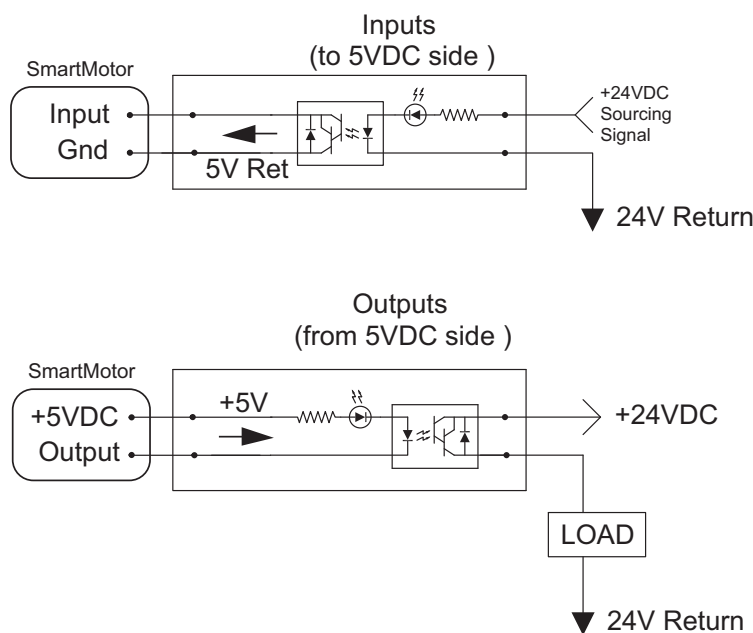 Inputs
(to 5VDC side )
SmartMotor
Input
Gnd
5V Ret
+24VDC
Sourcing
Signal
24V Return
Outputs
(from 5VDC side )
SmartMotor
+5VDC
Output
+5V
+24VDC
LOAD
24V Return